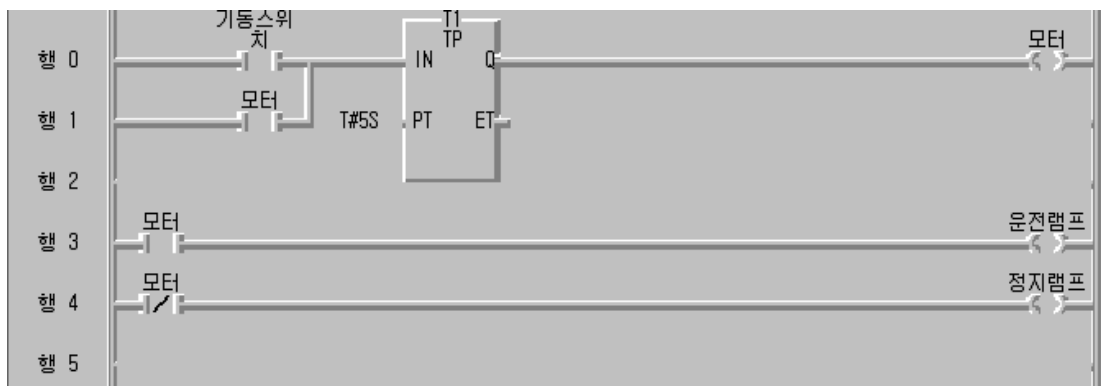 기동스위
치
T1
TP
모터
행 0
IN Q
모터
행 1
T#5S PT ET
행 2
모터
운전램프
행 3
모터
정지램프
행 4
행 5